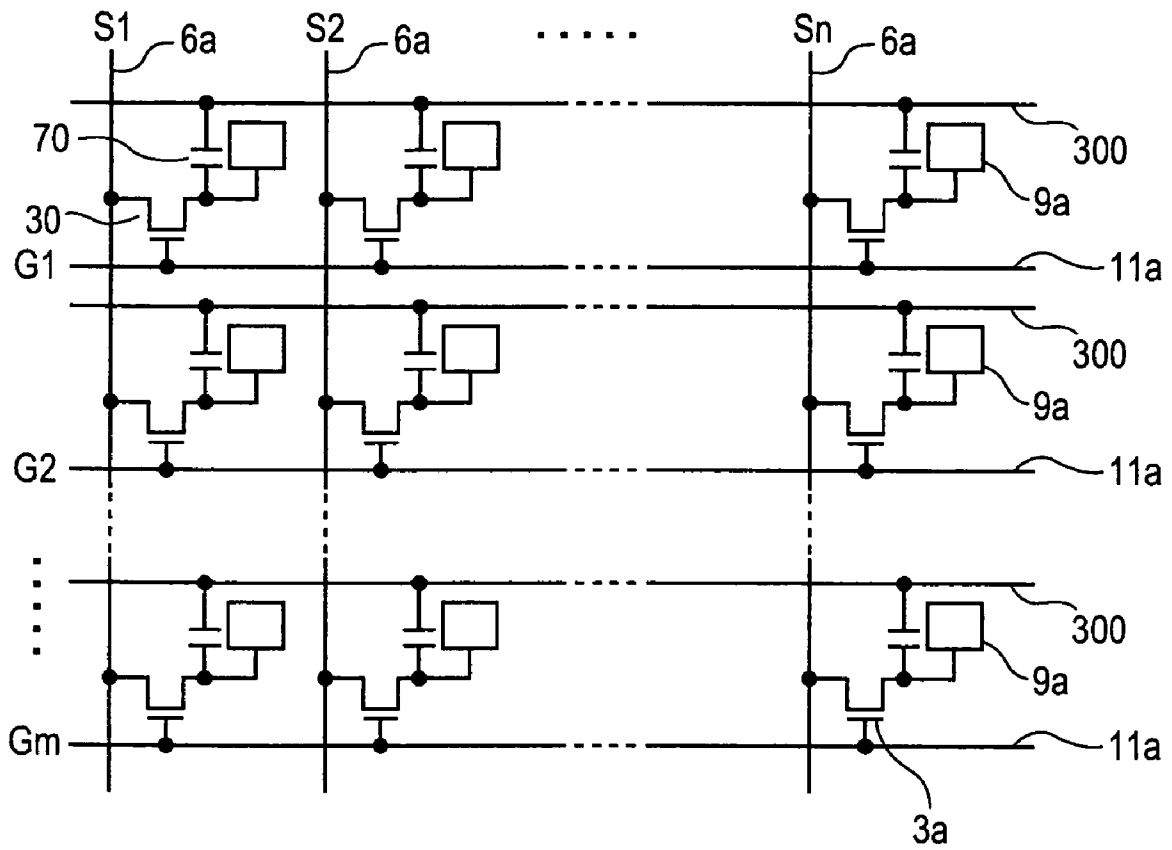 S1 6a S2 6a ..... Sn 6a
70 300
30 9a
G1 11a
300
9a
G2 11a
300
9a
Gm 11a
3a